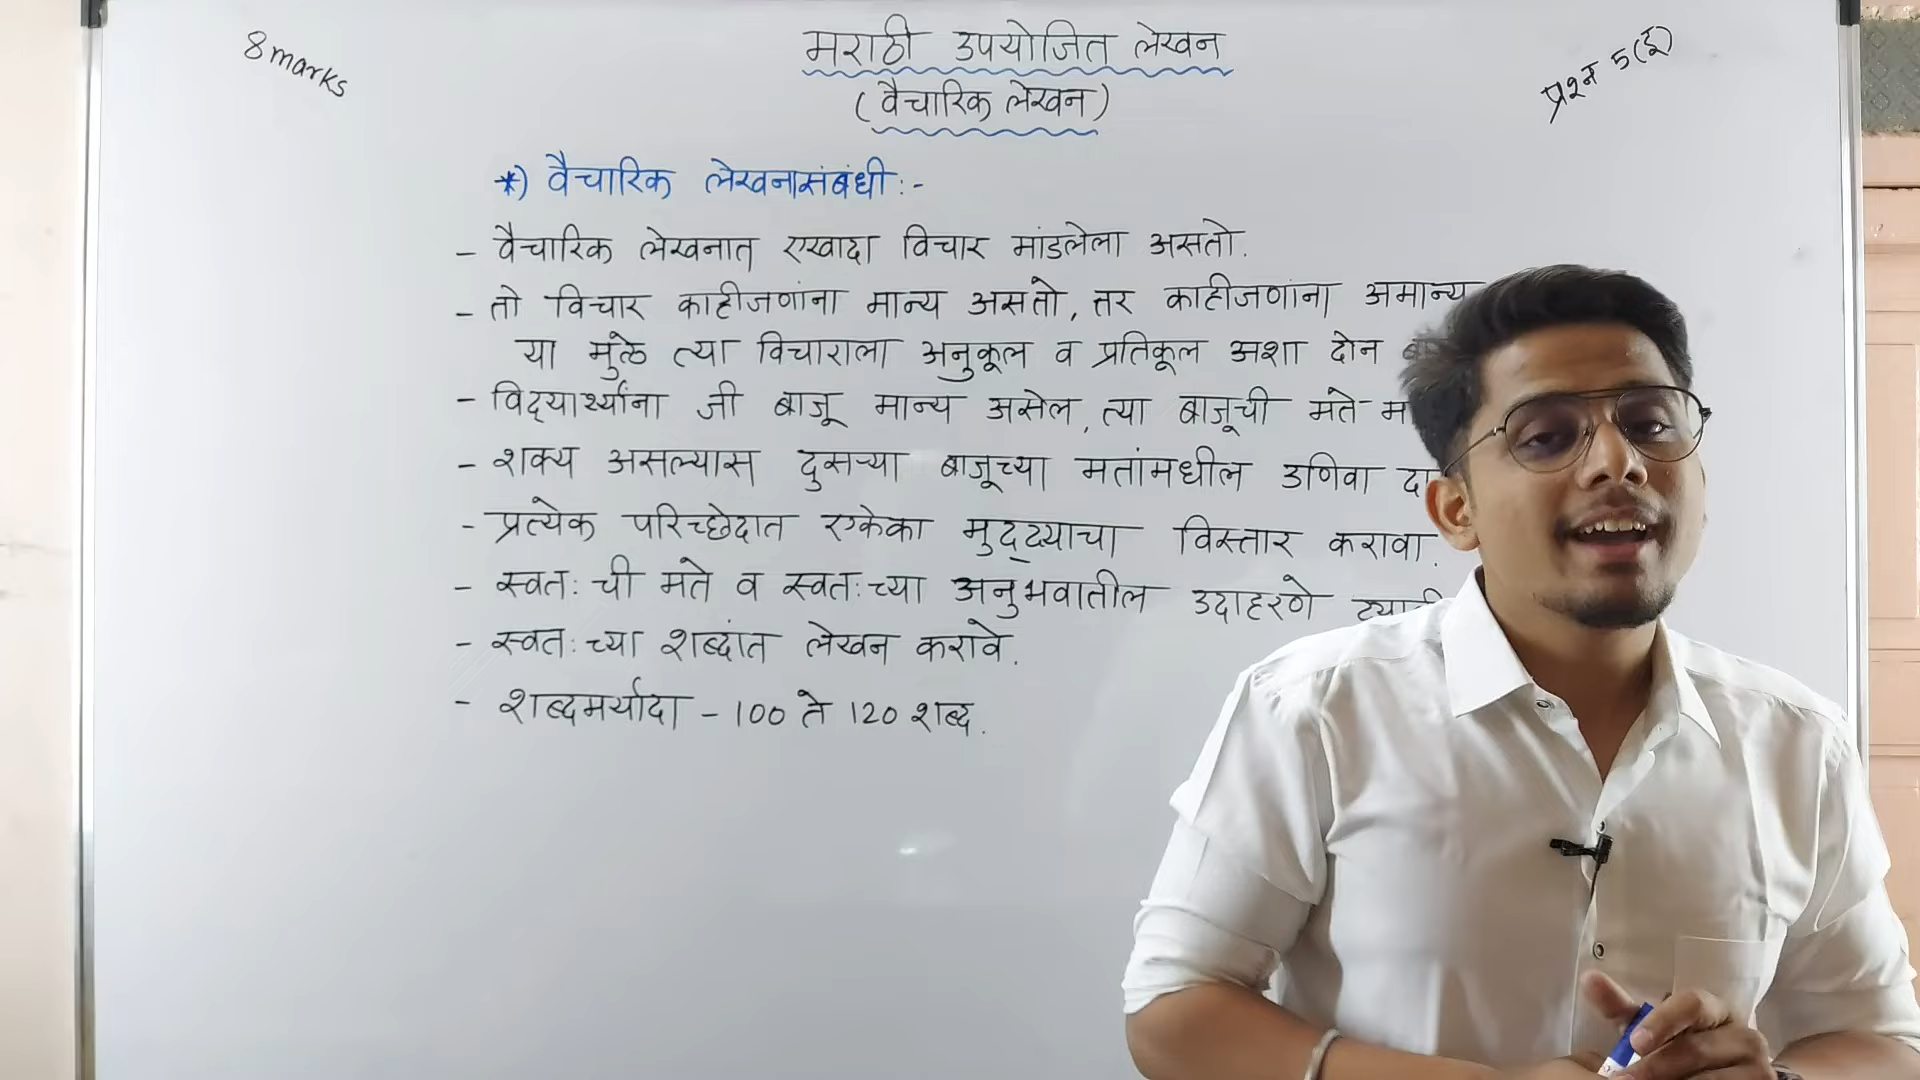 8 marks
मराठी उपयोजित लेखन
(वैचारिक लेखन)
प्रश्न 5(इ)
*) वैचारिक लेखनासंबंधी :-
- वैचारिक लेखनात एखादा विचार मांडलेला असतो.
- तो विचार काहीजणांना मान्य असतो, तर काहीजणांना अमान्य
या मुळे त्या विचाराला अनुकूल व प्रतिकूल अशा दोन
- विद्यार्थ्यांना जी बाजू मान्य असेल, त्या बाजूची मते
- शक्य असल्यास दुसऱ्या बाजूच्या मतांमधील उणिवा
- प्रत्येक परिच्छेदात एकेका मुद्द्याचा विस्तार करावा.
- स्वतः ची मते व स्वतः च्या अनुभवातील उदाहरणे
- स्वतः च्या शब्दांत लेखन करावे.
- शब्दमर्यादा - 100 ते 120 शब्द.